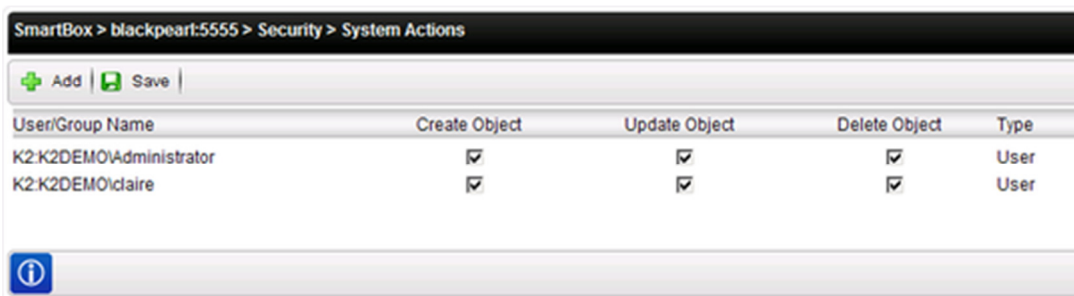 SmartBox > blackpearl:5555 > Security > System Actions
Add | Save |
User/Group Name Create Object Update Object Delete Object Type
K2:K2DEMO\Administrator User
K2:K2DEMO\claire User